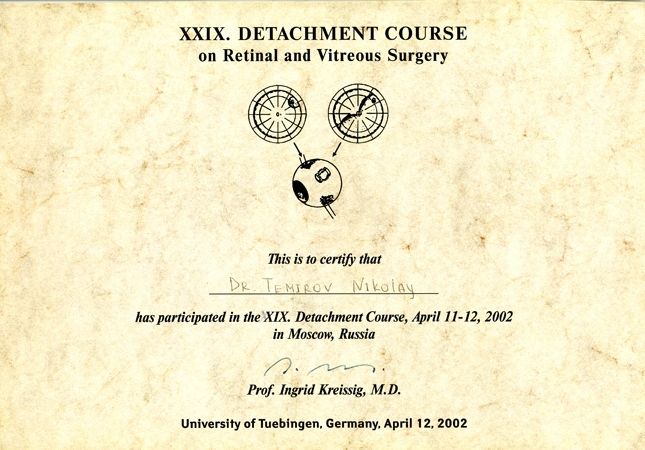 XXIX. DETACHMENT COURSE
on Retinal and Vitreous Surgery
This is to certify that
DR. TEMIROV NIKOLAY
has participated in the XIX. Detachment Course, April 11-12, 2002
in Moscow, Russia
Prof. Ingrid Kreissig, M.D.
University of Tuebingen, Germany, April 12, 2002